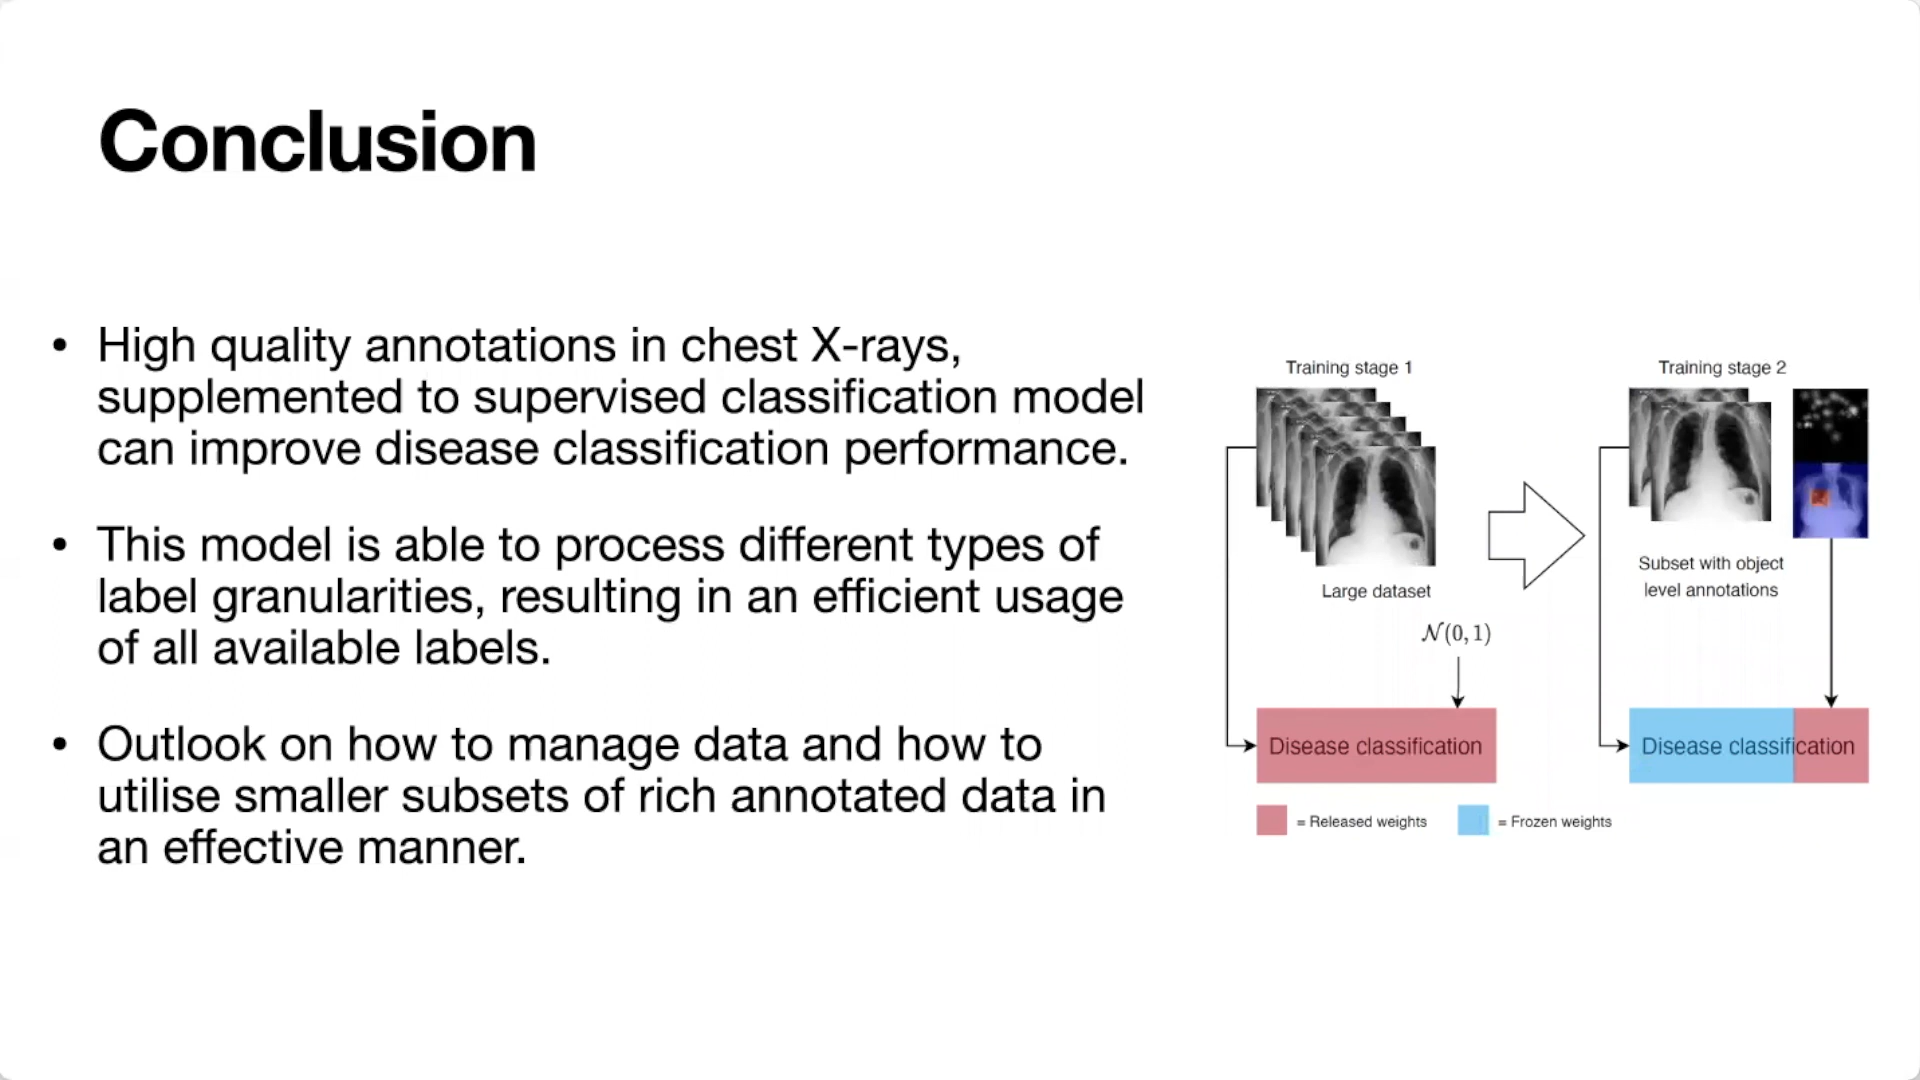 Conclusion
• High quality annotations in chest X-rays,
supplemented to supervised classification model
can improve disease classification performance.
• This model is able to process different types of
label granularities, resulting in an efficient usage
of all available labels.
• Outlook on how to manage data and how to
utilise smaller subsets of rich annotated data in
an effective manner.
Training stage 1
Large dataset
𝒩(0, 1)
Disease classification
Training stage 2
Subset with object
level annotations
Disease classification
= Released weights
= Frozen weights